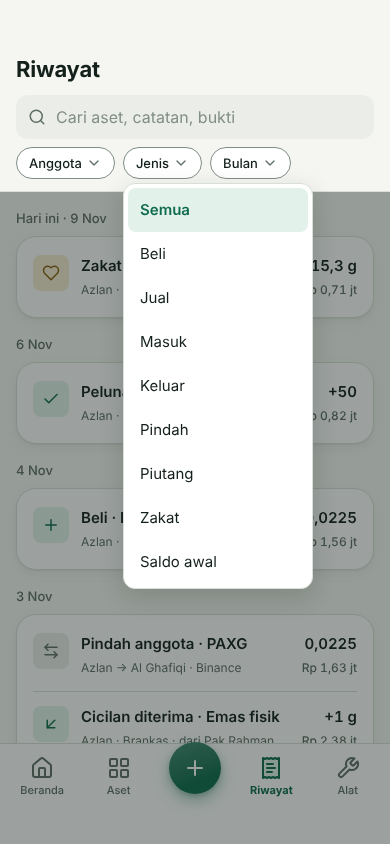 Riwayat
Cari aset, catatan, bukti
Anggota Jenis Bulan
Hari ini · 9 Nov
Semua
Beli
Jual
Masuk
Keluar
Pindah
Piutang
Zakat
Saldo awal
Zakat 15,3 g
Azlan · 0,71 jt
6 Nov
+50
Azlan · 0,82 jt
4 Nov
Beli · 0,0225
Azlan · 1,56 jt
3 Nov
Pindah anggota · PAXG 0,0225
Azlan → Al Ghafiqi · Binance Rp 1,63 jt
Cicilan diterima · Emas fisik +1 g
Azlan · Brankas · dari Pak Rahman Rp 2,38 jt
Beranda Aset Riwayat Alat